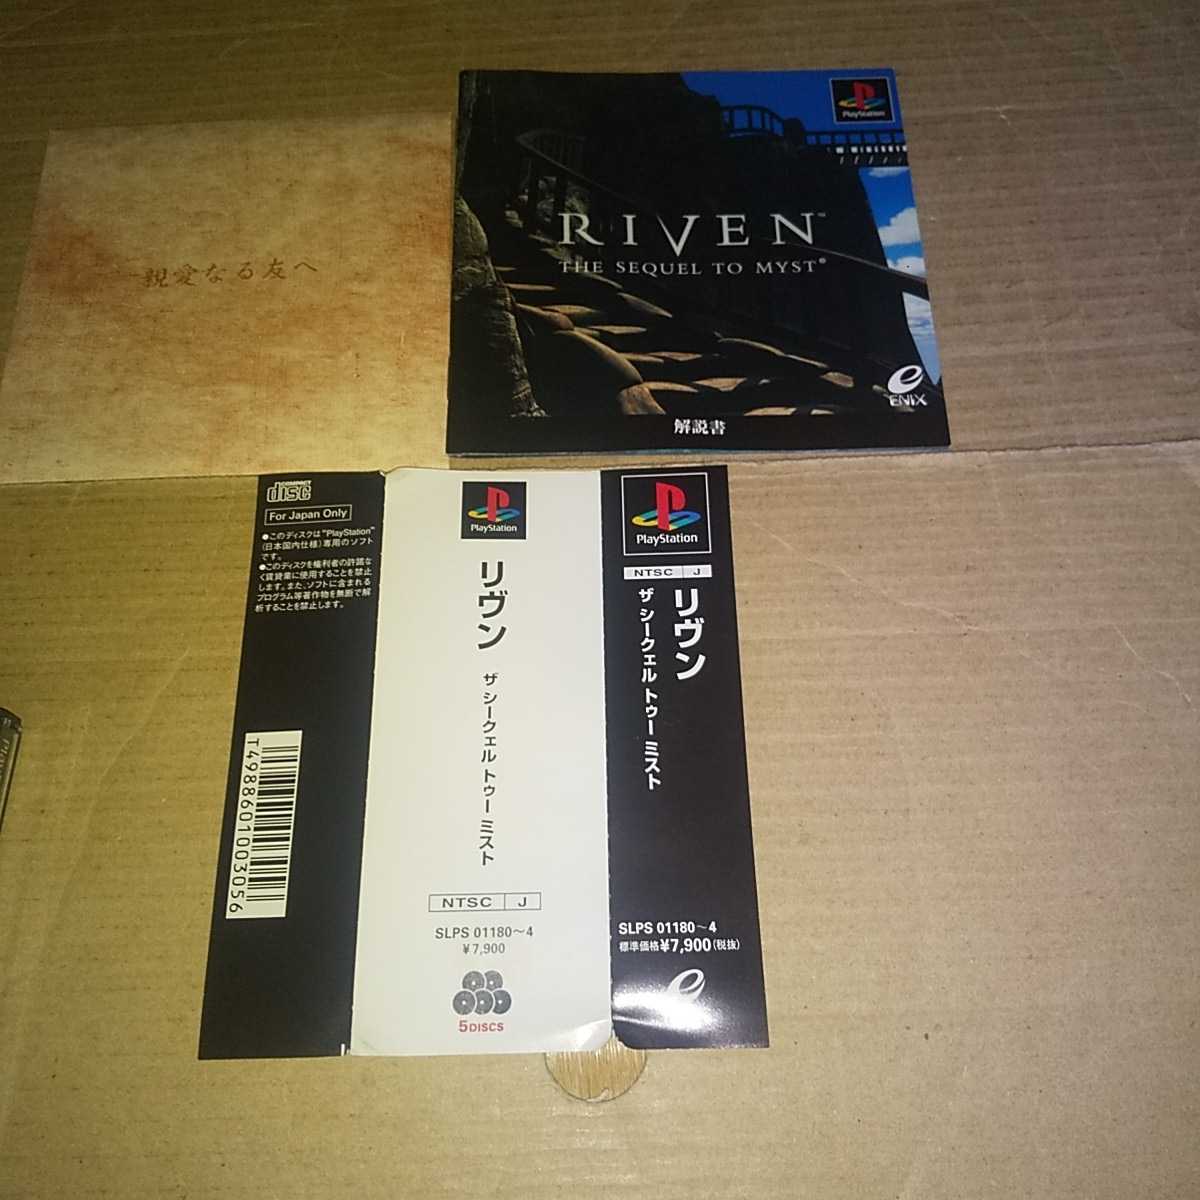 親愛なる友へ
PlayStation
RIVEN™
THE SEQUEL TO MYST®
ENIX
解説書
COMPACT
disc
For Japan Only
●このディスクは"PlayStation"
(日本国内仕様)専用のソフト
です。
●このディスクを権利者の許諾な
く賃貸業に使用することを禁止
します。また、ソフトに含まれる
プログラム等著作物を無断で解
析することを禁止します。
T4988601003056
PlayStation
リヴン
ザ シークェル トゥー ミスト
NTSC J
SLPS 01180〜4
¥7,900
5DISCS
PlayStation
NTSC J
リヴン
ザ シークェル トゥー ミスト
SLPS 01180〜4
標準価格¥7,900(税抜)